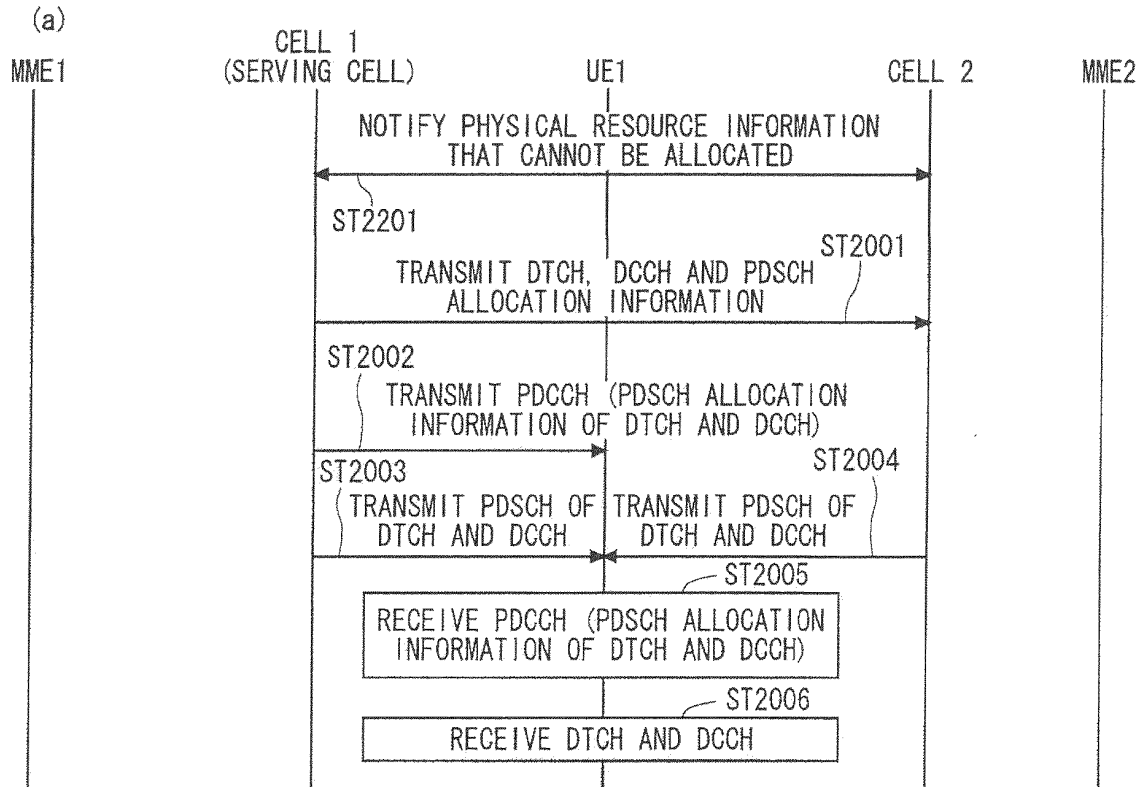 (a)
MME1
CELL 1
(SERVING CELL)
UE1
CELL 2
MME2
NOTIFY PHYSICAL RESOURCE INFORMATION
THAT CANNOT BE ALLOCATED
ST2201
ST2001
TRANSMIT DTCH, DCCH AND PDSCH
ALLOCATION INFORMATION
ST2002
TRANSMIT PDCCH (PDSCH ALLOCATION
INFORMATION OF DTCH AND DCCH)
ST2003
ST2004
TRANSMIT PDSCH OF
DTCH AND DCCH
TRANSMIT PDSCH OF
DTCH AND DCCH
ST2005
RECEIVE PDCCH (PDSCH ALLOCATION
INFORMATION OF DTCH AND DCCH)
ST2006
RECEIVE DTCH AND DCCH